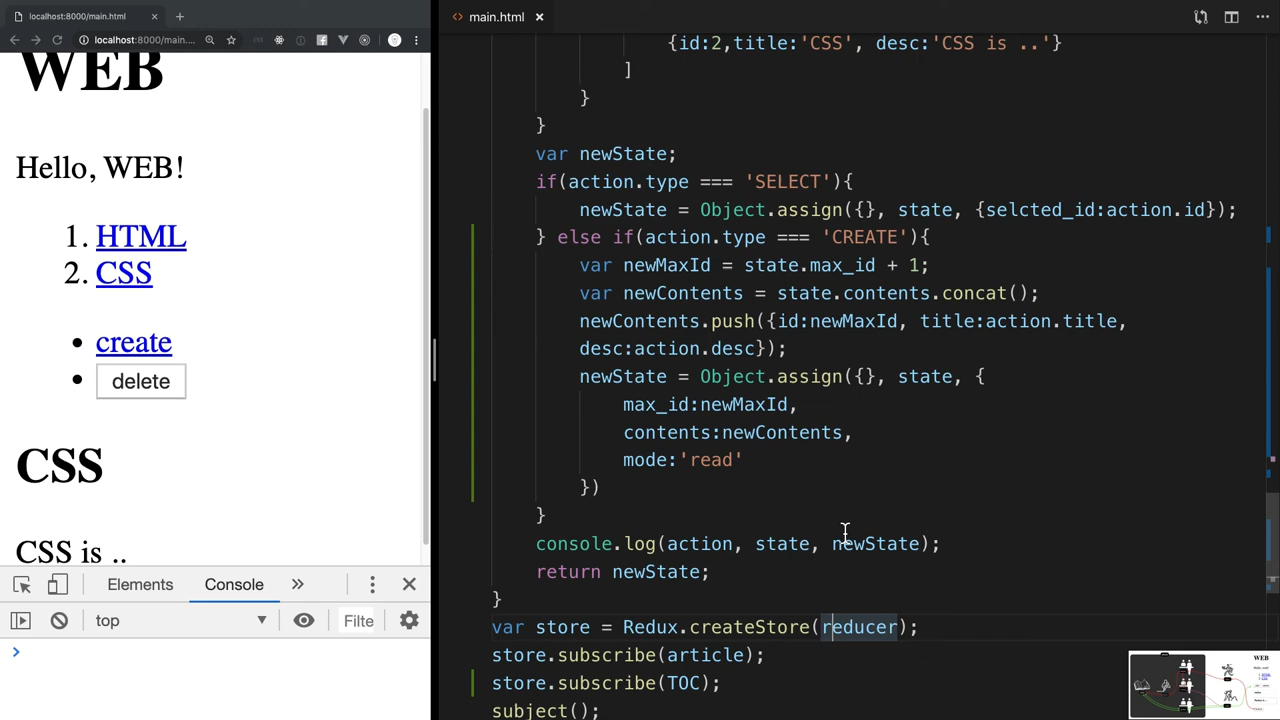 localhost:8000/main.html
localhost:8000/main....
WEB
Hello, WEB!
1. HTML
2. CSS
create
delete
CSS
CSS is ..
Elements
Console
top
Filte
main.html
{id:2,title:'CSS', desc:'CSS is ..'}
]
}
}
var newState;
if(action.type === 'SELECT'){
newState = Object.assign({}, state, {selcted_id:action.id});
} else if(action.type === 'CREATE'){
var newMaxId = state.max_id + 1;
var newContents = state.contents.concat();
newContents.push({id:newMaxId, title:action.title,
desc:action.desc});
newState = Object.assign({}, state, {
max_id:newMaxId,
contents:newContents,
mode:'read'
})
}
console.log(action, state, newState);
return newState;
}
var store = Redux.createStore(reducer);
store.subscribe(article);
store.subscribe(TOC);
subject();
WEB